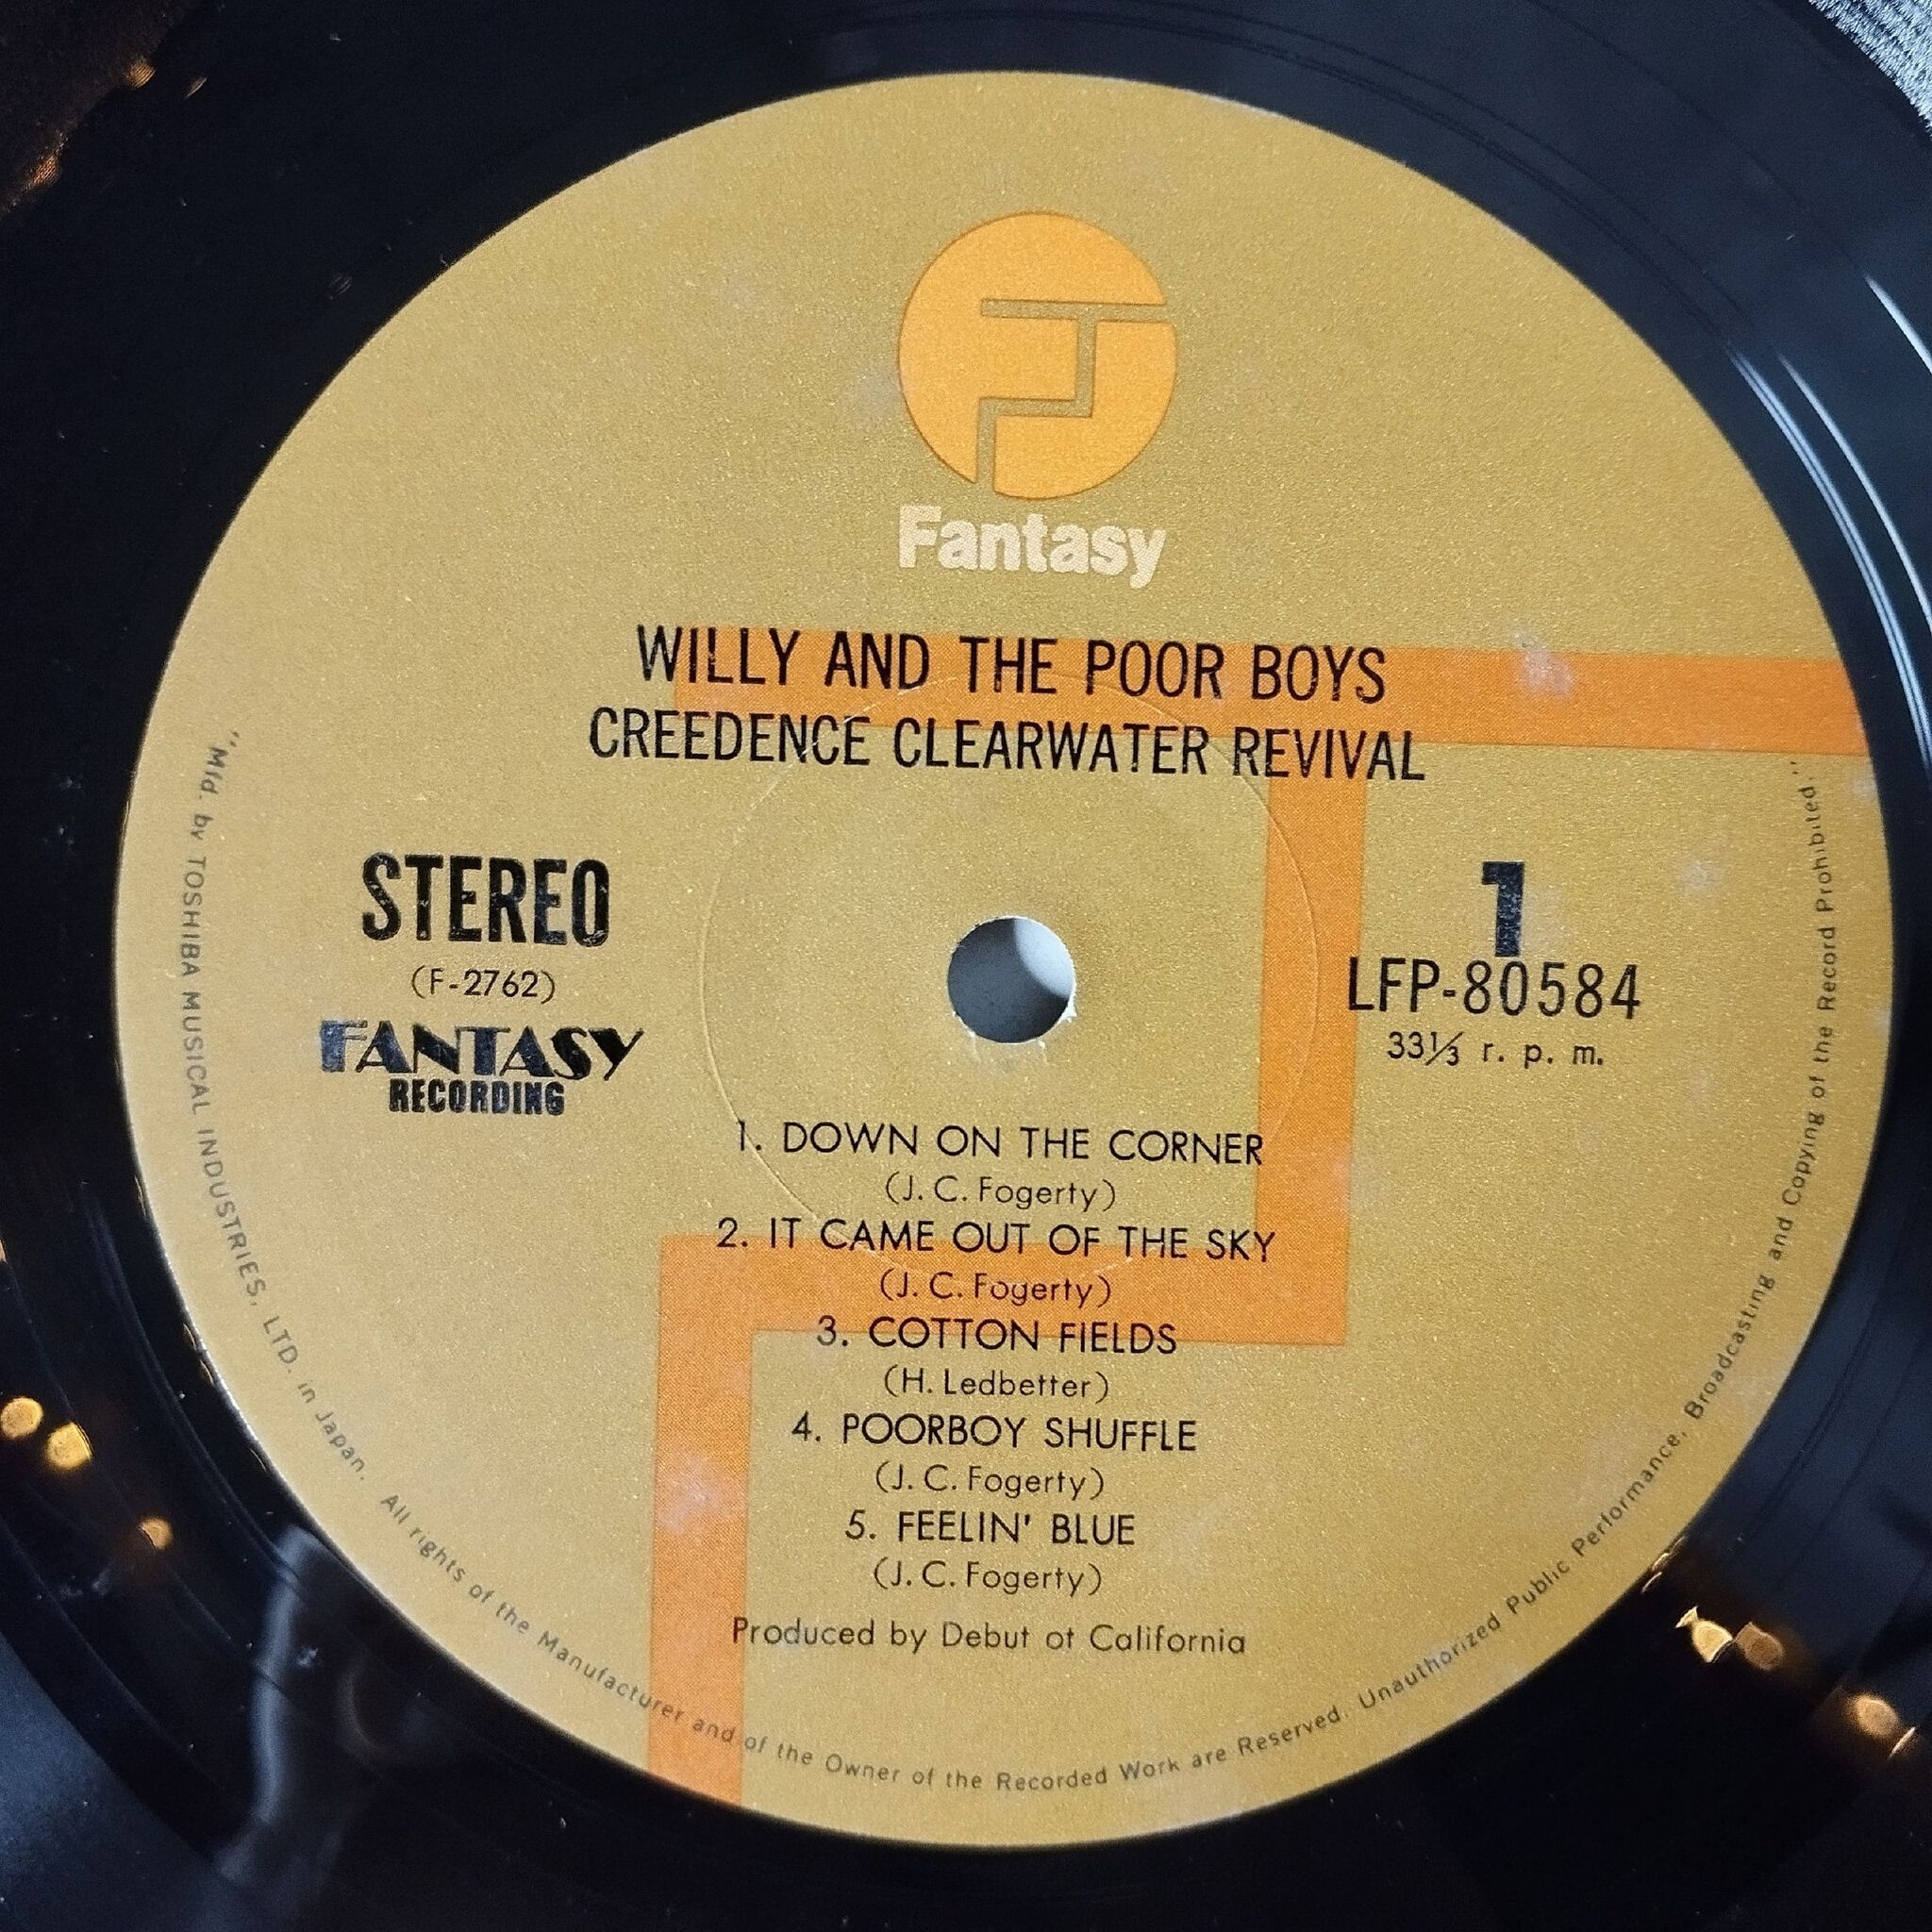 Fantasy
WILLY AND THE POOR BOYS
CREEDENCE CLEARWATER REVIVAL
STEREO
(F-2762)
FANTASY
RECORDING
1
LFP-80584
33⅓ r. p. m.
1. DOWN ON THE CORNER
(J. C. Fogerty)
2. IT CAME OUT OF THE SKY
(J. C. Fogerty)
3. COTTON FIELDS
(H. Ledbetter)
4. POORBOY SHUFFLE
(J. C. Fogerty)
5. FEELIN' BLUE
(J. C. Fogerty)
Produced by Debut of California
"Mfd. by TOSHIBA MUSICAL INDUSTRIES, LTD. in Japan. All rights of the Manufacturer and of the Owner of the Recorded Work are Reserved. Unauthorized Public Performance, Broadcasting and Copying of the Record Prohibited."